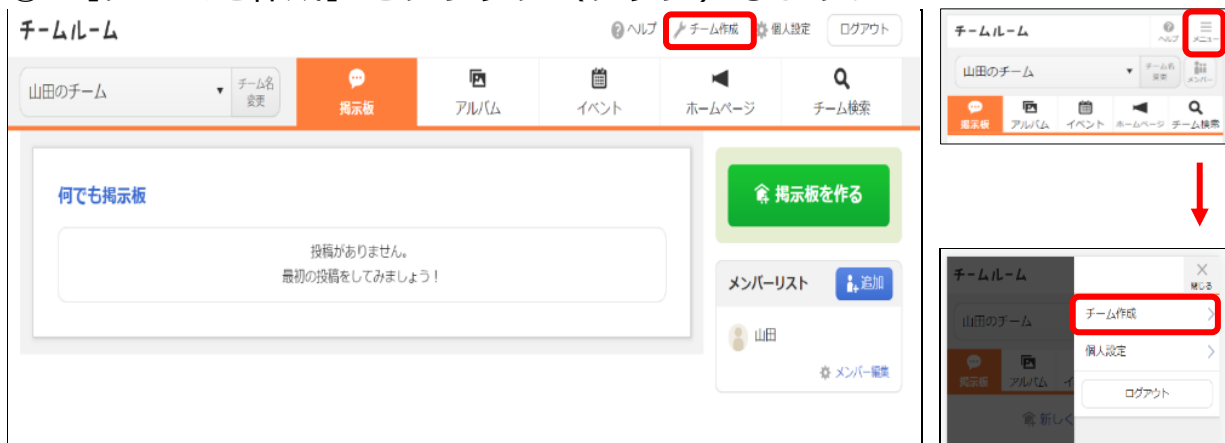 チームルーム
ヘルプ チーム作成 個人設定 ログアウト
山田のチーム チーム名変更 掲示板 アルバム イベント ホームページ チーム検索
何でも掲示板
投稿がありません。
最初の投稿をしてみましょう！
掲示板を作る
メンバーリスト 追加
山田
メンバー編集
チームルーム ヘルプ メニュー
山田のチーム チーム名変更 メンバー
掲示板 アルバム イベント ホームページ チーム検索
チームルーム 閉じる
山田のチーム チーム作成
個人設定
掲示板 アルバム イ
ログアウト
新しく